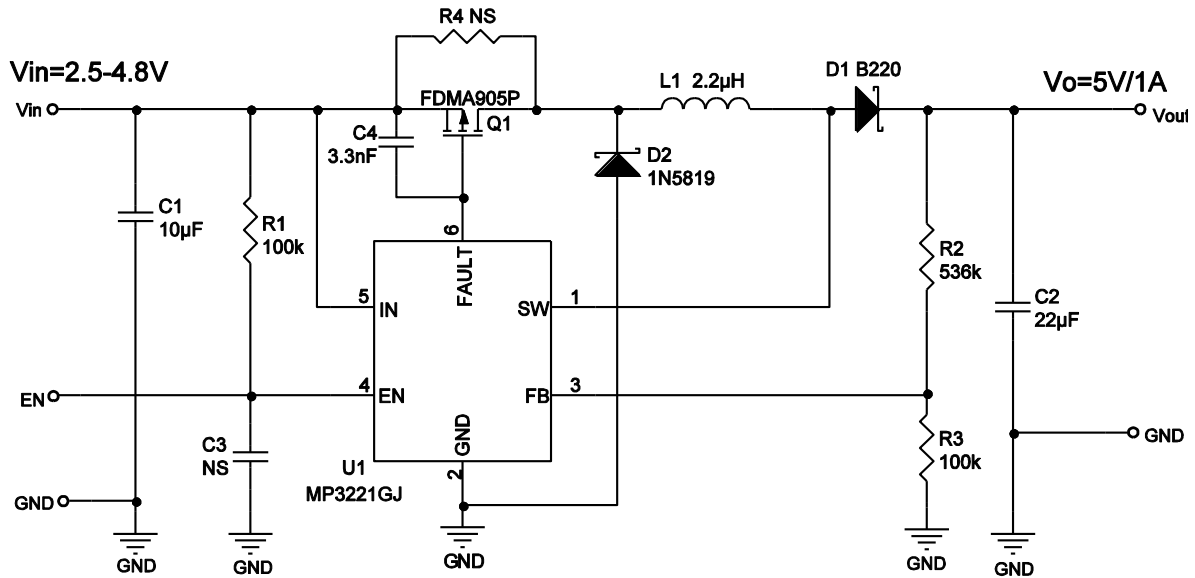 R4 NS
Vin=2.5-4.8V
L1 2.2µH
D1 B220
Vo=5V/1A
Vin
FDMA905P
Q1
Vout
C4
3.3nF
D2
1N5819
C1
10µF
R1
100k
6
FAULT
R2
536k
5
IN
SW
1
C2
22µF
EN
4
EN
FB
3
GND
C3
NS
R3
100k
GND
U1
MP3221GJ
2
GND
GND
GND
GND
GND
GND